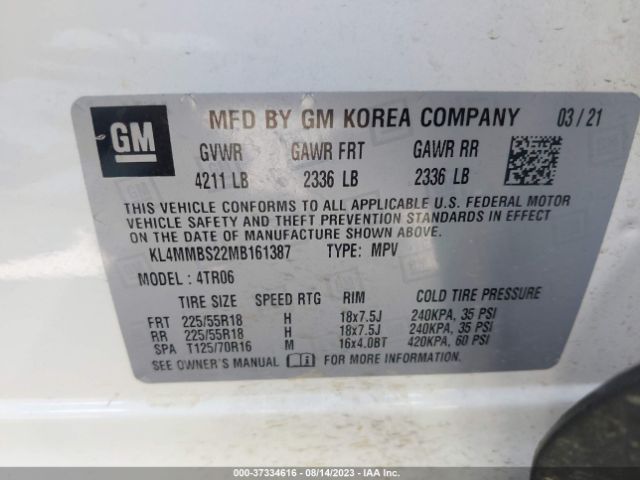 GM
MFD BY GM KOREA COMPANY 03/21
GVWR GAWR FRT GAWR RR
4211 LB 2336 LB 2336 LB
THIS VEHICLE CONFORMS TO ALL APPLICABLE U.S. FEDERAL MOTOR
VEHICLE SAFETY AND THEFT PREVENTION STANDARDS IN EFFECT
ON THE DATE OF MANUFACTURE SHOWN ABOVE.
KL4MMBS22MB161387 TYPE: MPV
MODEL: 4TR06
TIRE SIZE SPEED RTG RIM COLD TIRE PRESSURE
FRT 225/55R18 H 18x7.5J 240KPA, 35 PSI
RR 225/55R18 H 18x7.5J 240KPA, 35 PSI
SPA T125/70R16 M 16x4.0BT 420KPA, 60 PSI
SEE OWNER'S MANUAL FOR MORE INFORMATION
000-37334616 - 08/14/2023 - IAA Inc.